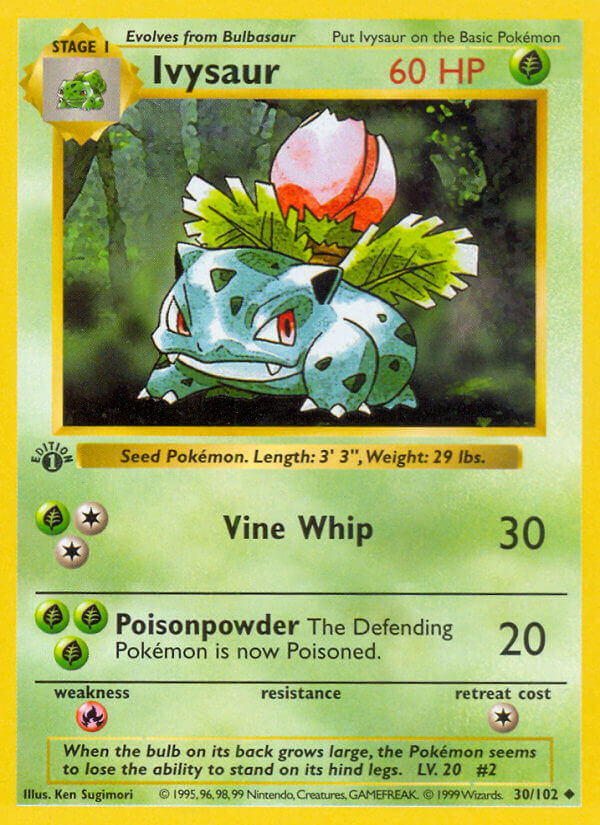 STAGE 1
Evolves from Bulbasaur
Put Ivysaur on the Basic Pokémon
Ivysaur
60 HP
EDITION
1
Seed Pokémon. Length: 3' 3", Weight: 29 lbs.
Vine Whip
30
Poisonpowder The Defending
Pokémon is now Poisoned.
20
weakness
resistance
retreat cost
When the bulb on its back grows large, the Pokémon seems
to lose the ability to stand on its hind legs. LV. 20 #2
Illus. Ken Sugimori
© 1995, 96, 98, 99 Nintendo, Creatures, GAMEFREAK. © 1999 Wizards.
30/102